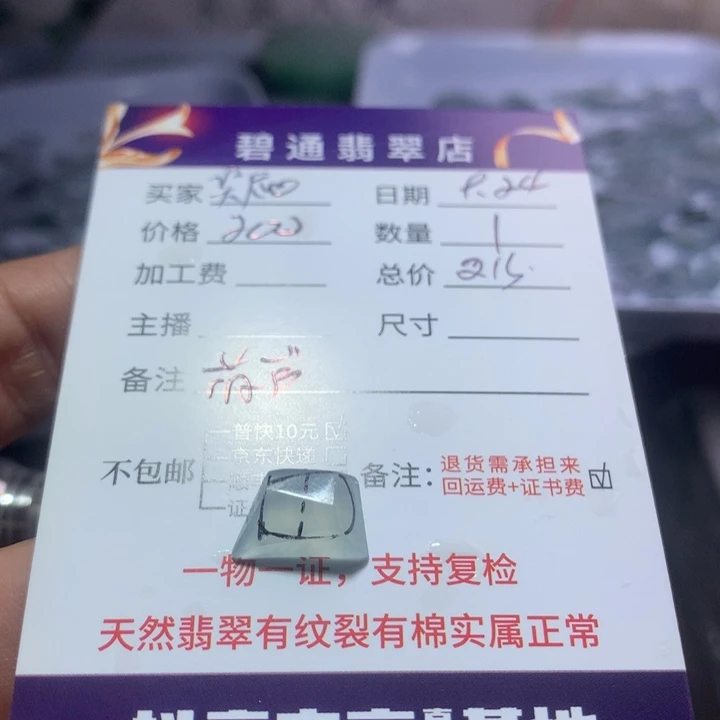 碧通翡翠店
买家 日期 8.24
价格 200 数量 1
加工费 总价 215.
主播 尺寸
备注 葫芦
普快10元
京东快递
不包邮 备注：退货需承担来回运费+证书费
证
一物一证，支持复检
天然翡翠有纹裂有棉实属正常